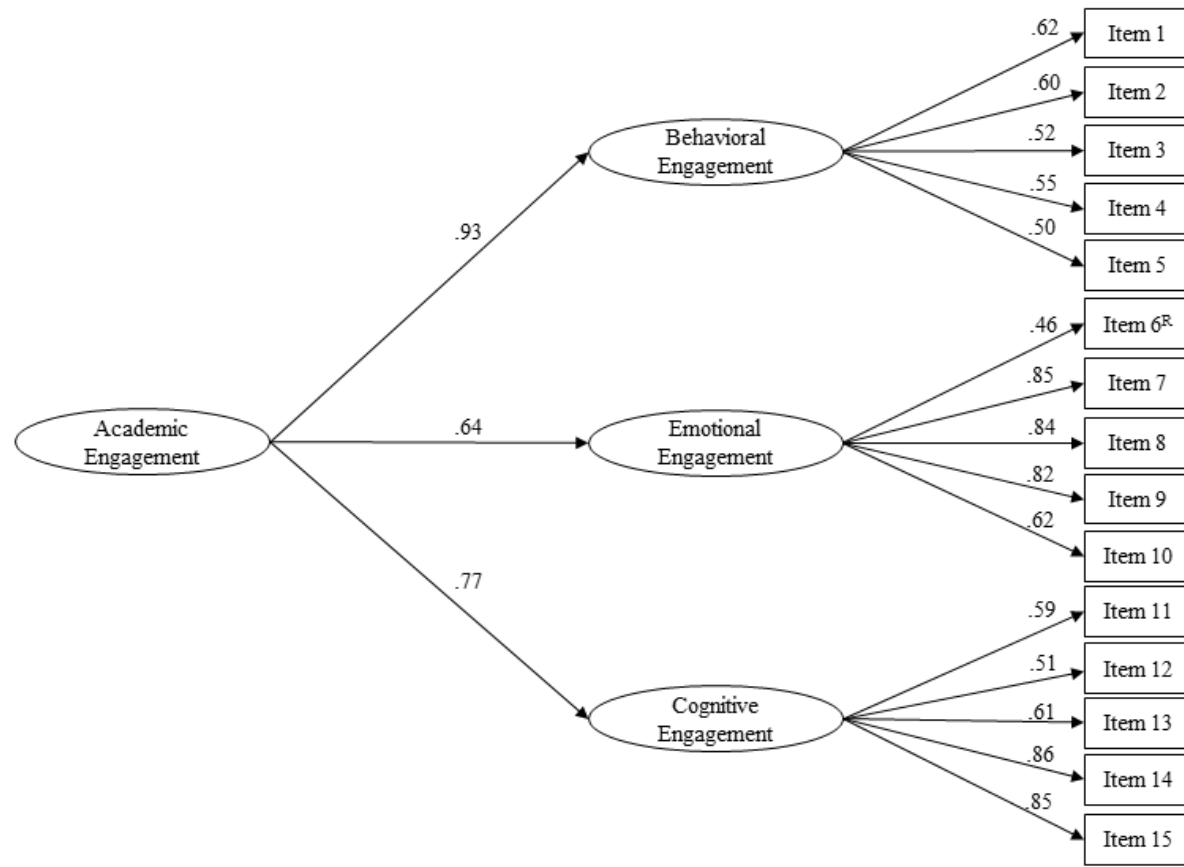 .62
Item 1
.60
Item 2
Behavioral
Engagement
.52
Item 3
.55
Item 4
.50
Item 5
.93
.46
Item 6ᴿ
.85
Item 7
Academic
Engagement
.64
Emotional
Engagement
.84
Item 8
.82
Item 9
.62
Item 10
.77
.59
Item 11
.51
Item 12
Cognitive
Engagement
.61
Item 13
.86
Item 14
.85
Item 15